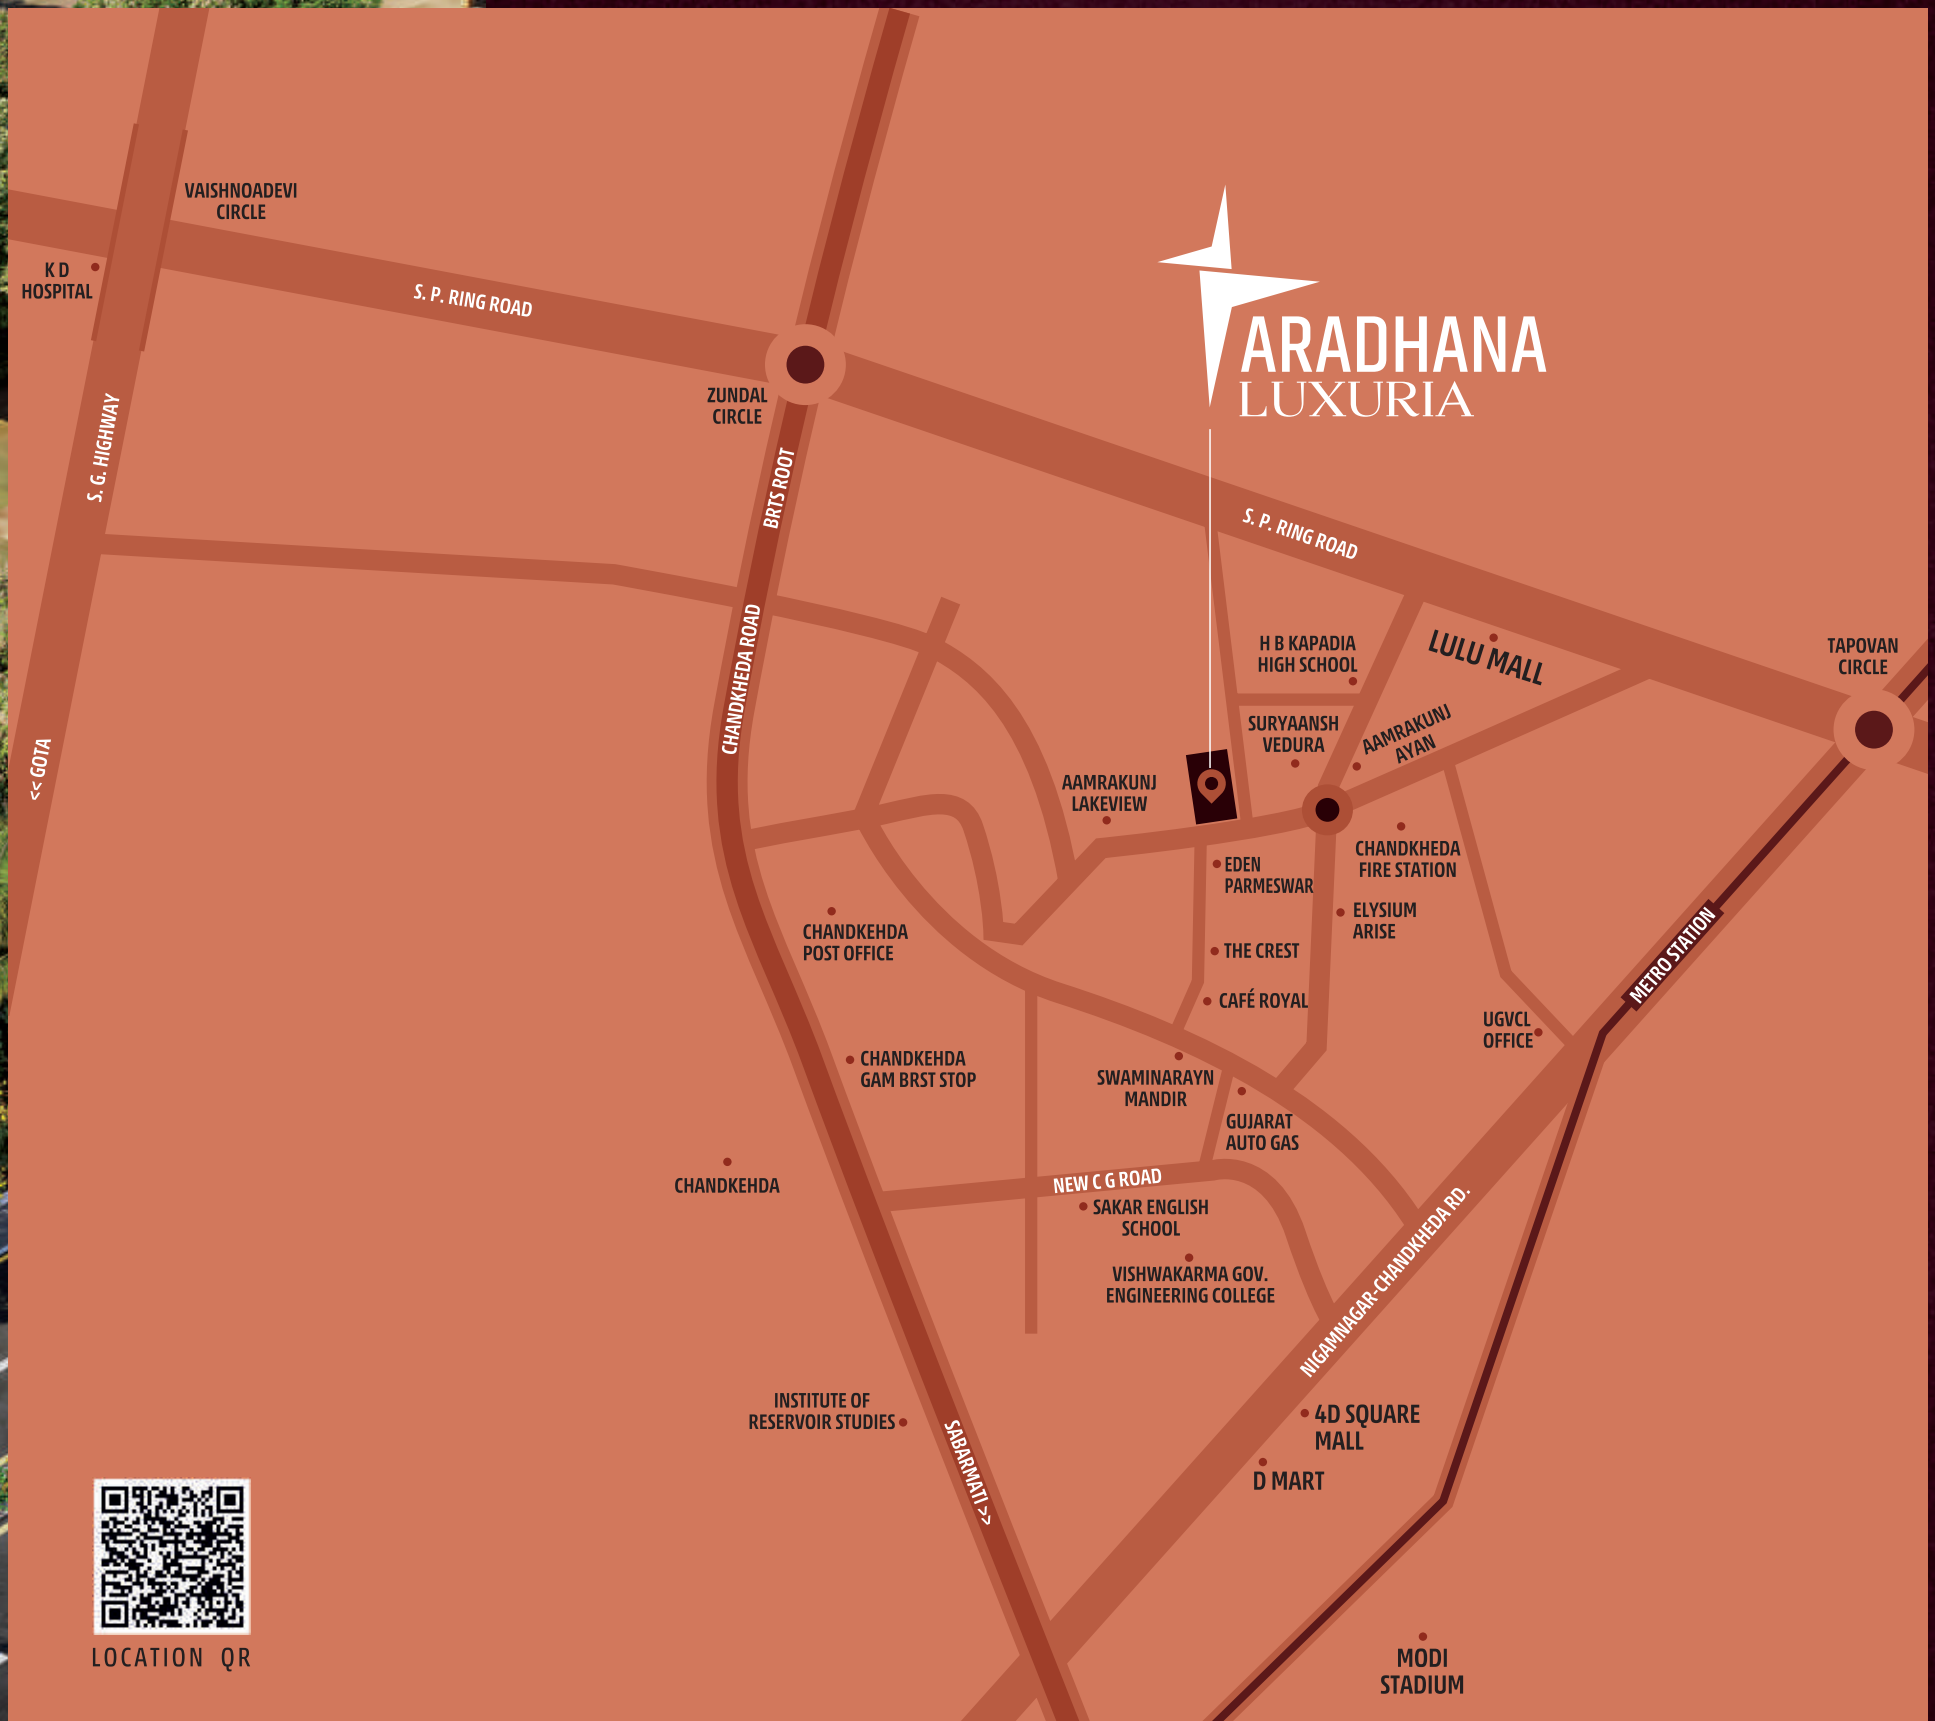 VAISHNOADEVI
CIRCLE
K D
HOSPITAL
S. P. RING ROAD
ZUNDAL
CIRCLE
S. G. HIGHWAY
<< GOTA
BRTS ROOT
CHANDKHEDA ROAD
ARADHANA
LUXURIA
S. P. RING ROAD
H B KAPADIA
HIGH SCHOOL
LULU MALL
TAPOVAN
CIRCLE
SURYAANSH
VEDURA
AAMRAKUNJ
AYAN
AAMRAKUNJ
LAKEVIEW
EDEN
PARMESWAR
CHANDKHEDA
FIRE STATION
CHANDKEHDA
POST OFFICE
ELYSIUM
ARISE
THE CREST
CAFÉ ROYAL
METRO STATION
UGVCL
OFFICE
CHANDKEHDA
GAM BRST STOP
SWAMINARAYN
MANDIR
GUJARAT
AUTO GAS
CHANDKEHDA
NEW C G ROAD
SAKAR ENGLISH
SCHOOL
VISHWAKARMA GOV.
ENGINEERING COLLEGE
NIGAMNAGAR-CHANDKHEDA RD.
INSTITUTE OF
RESERVOIR STUDIES
SABARMATI >>
4D SQUARE
MALL
D MART
MODI
STADIUM
LOCATION QR